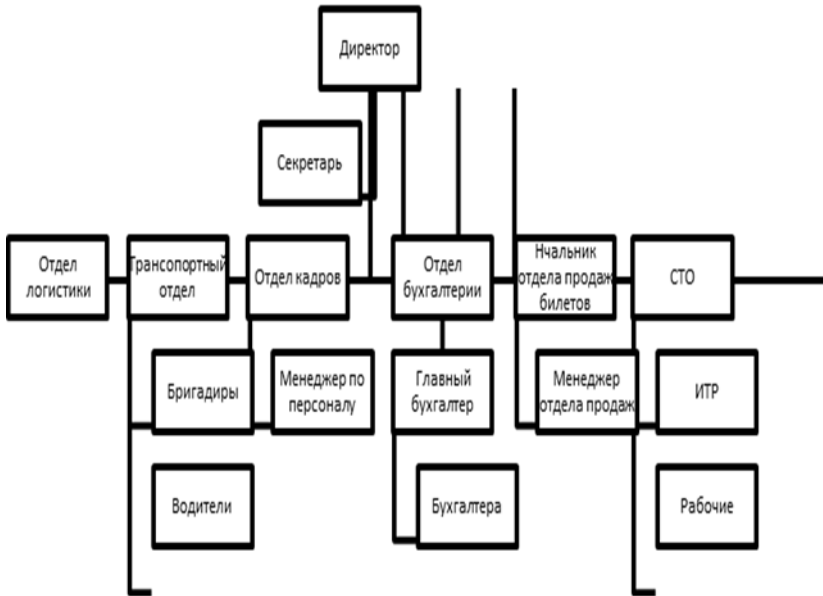 Директор
Секретарь
Отдел
логистики
Трансопортный
отдел
Отдел кадров
Отдел
бухгалтерии
Нчальник
отдела продаж
билетов
СТО
Бригадиры
Менеджер по
персоналу
Главный
бухгалтер
Менеджер
отдела продаж
ИТР
Водители
Бухгалтера
Рабочие